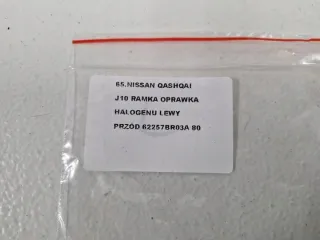 65.NISSAN QASHQAI
J10 RAMKA OPRAWKA
HALOGENU LEWY
PRZÓD 62257BR03A 80